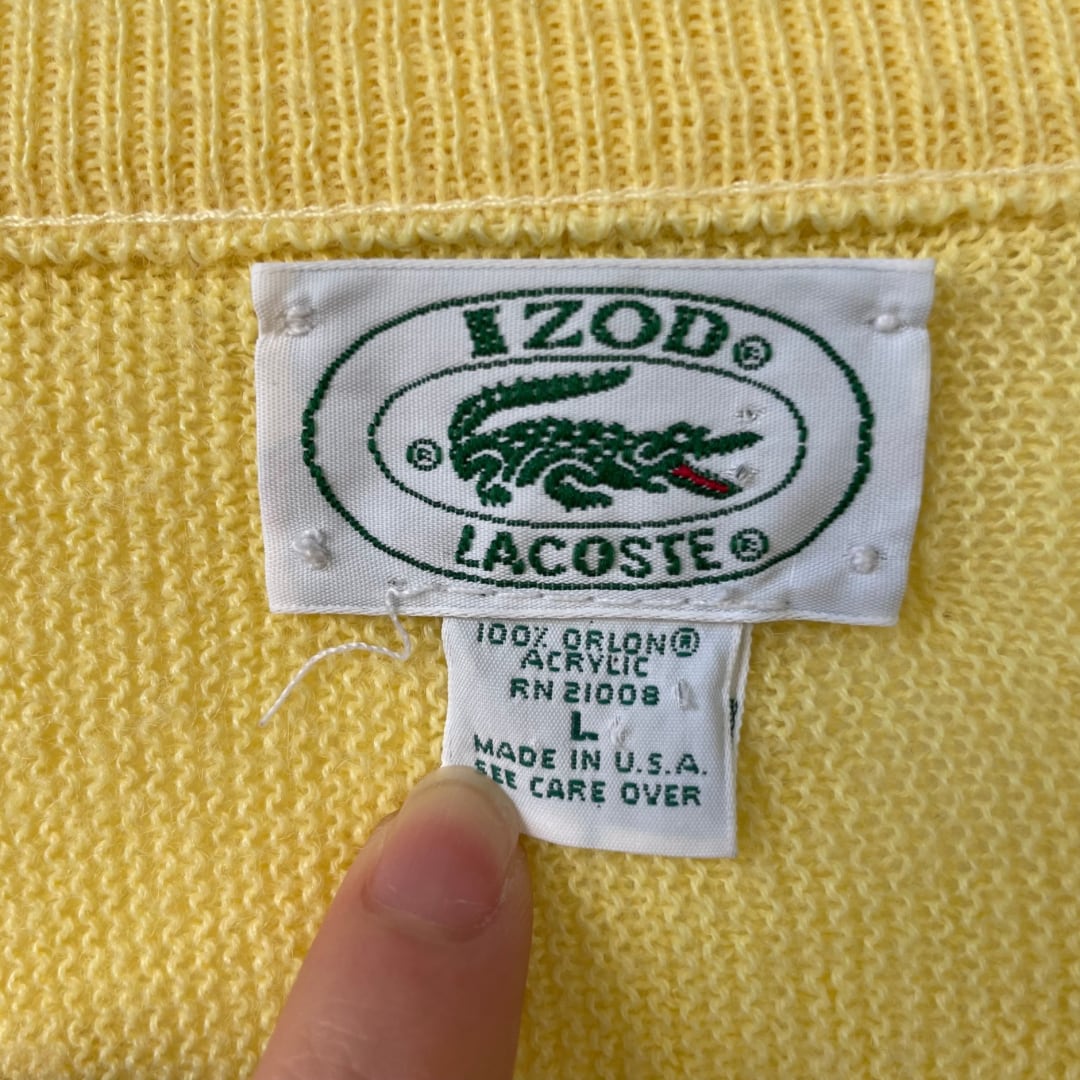 IZOD®
®
LACOSTE®
100% ORLON®
ACRYLIC
RN 21008
L
MADE IN U.S.A.
SEE CARE OVER